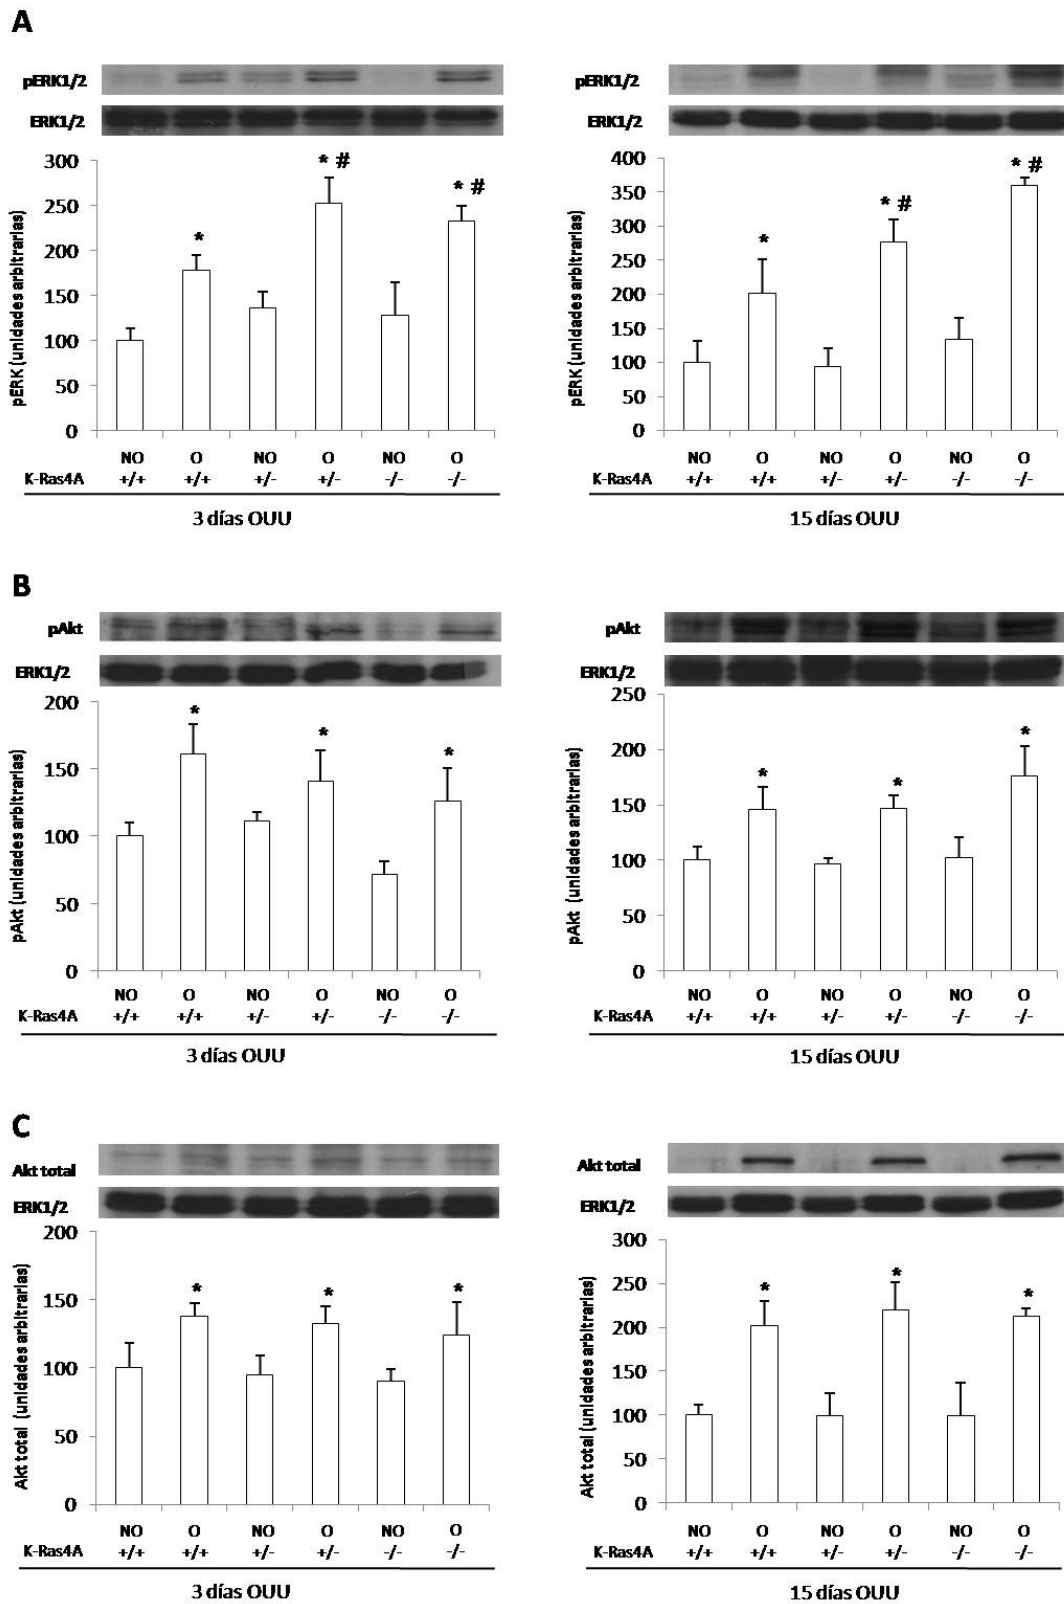 A
pERK1/2
ERK1/2
pERK (unidades arbitrarias)
300
250
200
150
100
50
0
*
* #
* #
NO O NO O NO O
K-Ras4A +/+ +/+ +/- +/- -/- -/-
3 días OUU
pERK1/2
ERK1/2
pERK (unidades arbitrarias)
400
350
300
250
200
150
100
50
0
*
* #
* #
NO O NO O NO O
K-Ras4A +/+ +/+ +/- +/- -/- -/-
15 días OUU
B
pAkt
ERK1/2
pAkt (unidades arbitrarias)
200
150
100
50
0
*
*
*
NO O NO O NO O
K-Ras4A +/+ +/+ +/- +/- -/- -/-
3 días OUU
pAkt
ERK1/2
pAkt (unidades arbitrarias)
250
200
150
100
50
0
*
*
*
NO O NO O NO O
K-Ras4A +/+ +/+ +/- +/- -/- -/-
15 días OUU
C
Akt total
ERK1/2
Akt total (unidades arbitrarias)
200
150
100
50
0
*
*
*
NO O NO O NO O
K-Ras4A +/+ +/+ +/- +/- -/- -/-
3 días OUU
Akt total
ERK1/2
Akt total (unidades arbitrarias)
300
250
200
150
100
50
0
*
*
*
NO O NO O NO O
K-Ras4A +/+ +/+ +/- +/- -/- -/-
15 días OUU